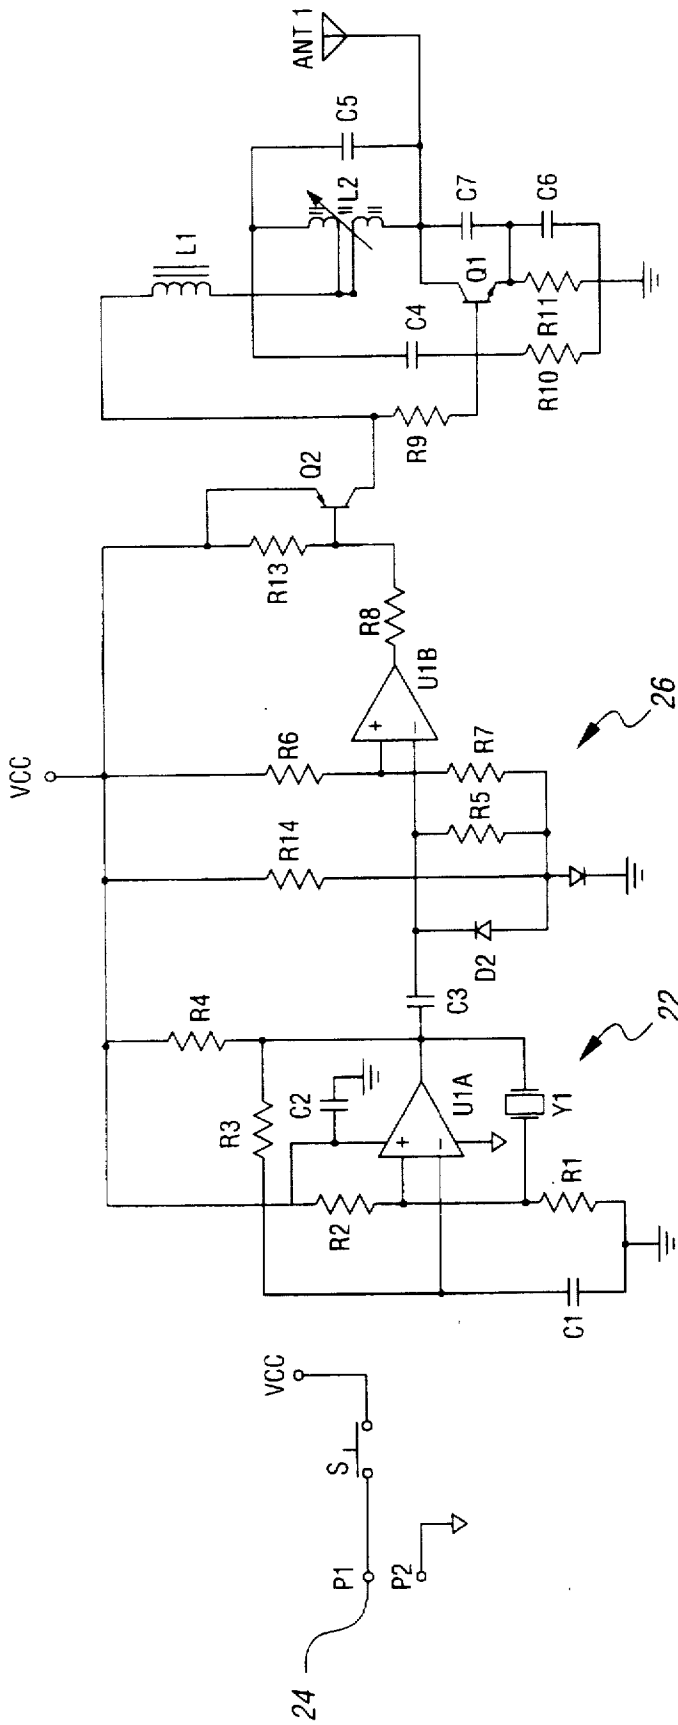 24
P1
P2
S
VCC
C1
R1
R2
R3
C2
U1A
+
−
Y1
R4
22
C3
D2
R14
R5
R6
R7
VCC
+
−
U1B
26
R8
R13
Q2
R9
L1
C4
R10
R11
Q1
L2
C5
C7
C6
ANT 1